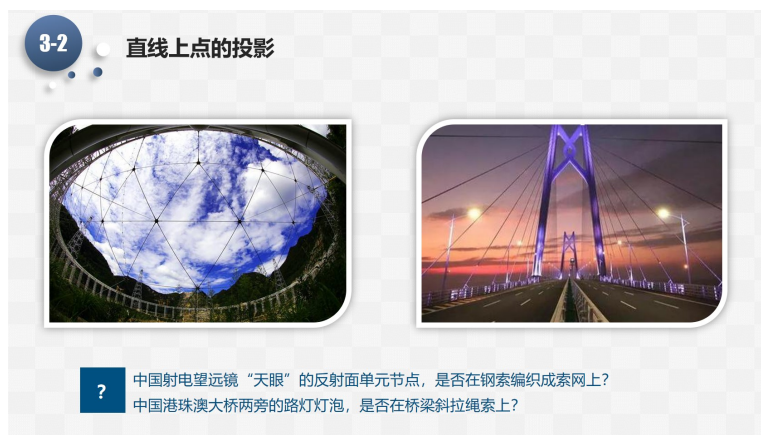 3-2
直线上点的投影
?
中国射电望远镜“天眼”的反射面单元节点，是否在钢索编织成索网上?
中国港珠澳大桥两旁的路灯灯泡，是否在桥梁斜拉绳索上?